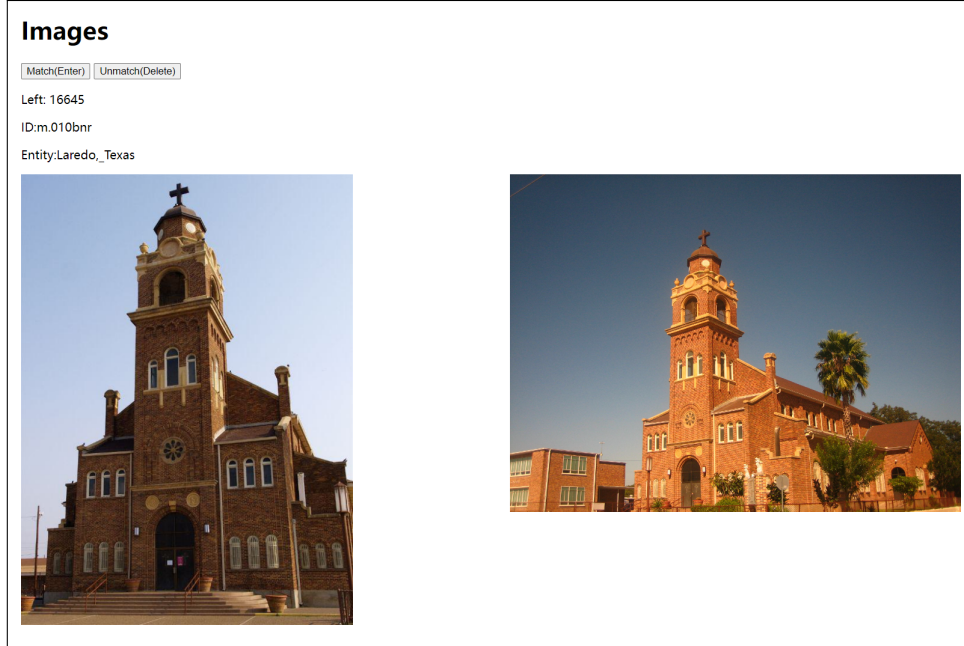 Images
Match(Enter) Unmatch(Delete)
Left: 16645
ID:m.010bnr
Entity:Laredo,_Texas